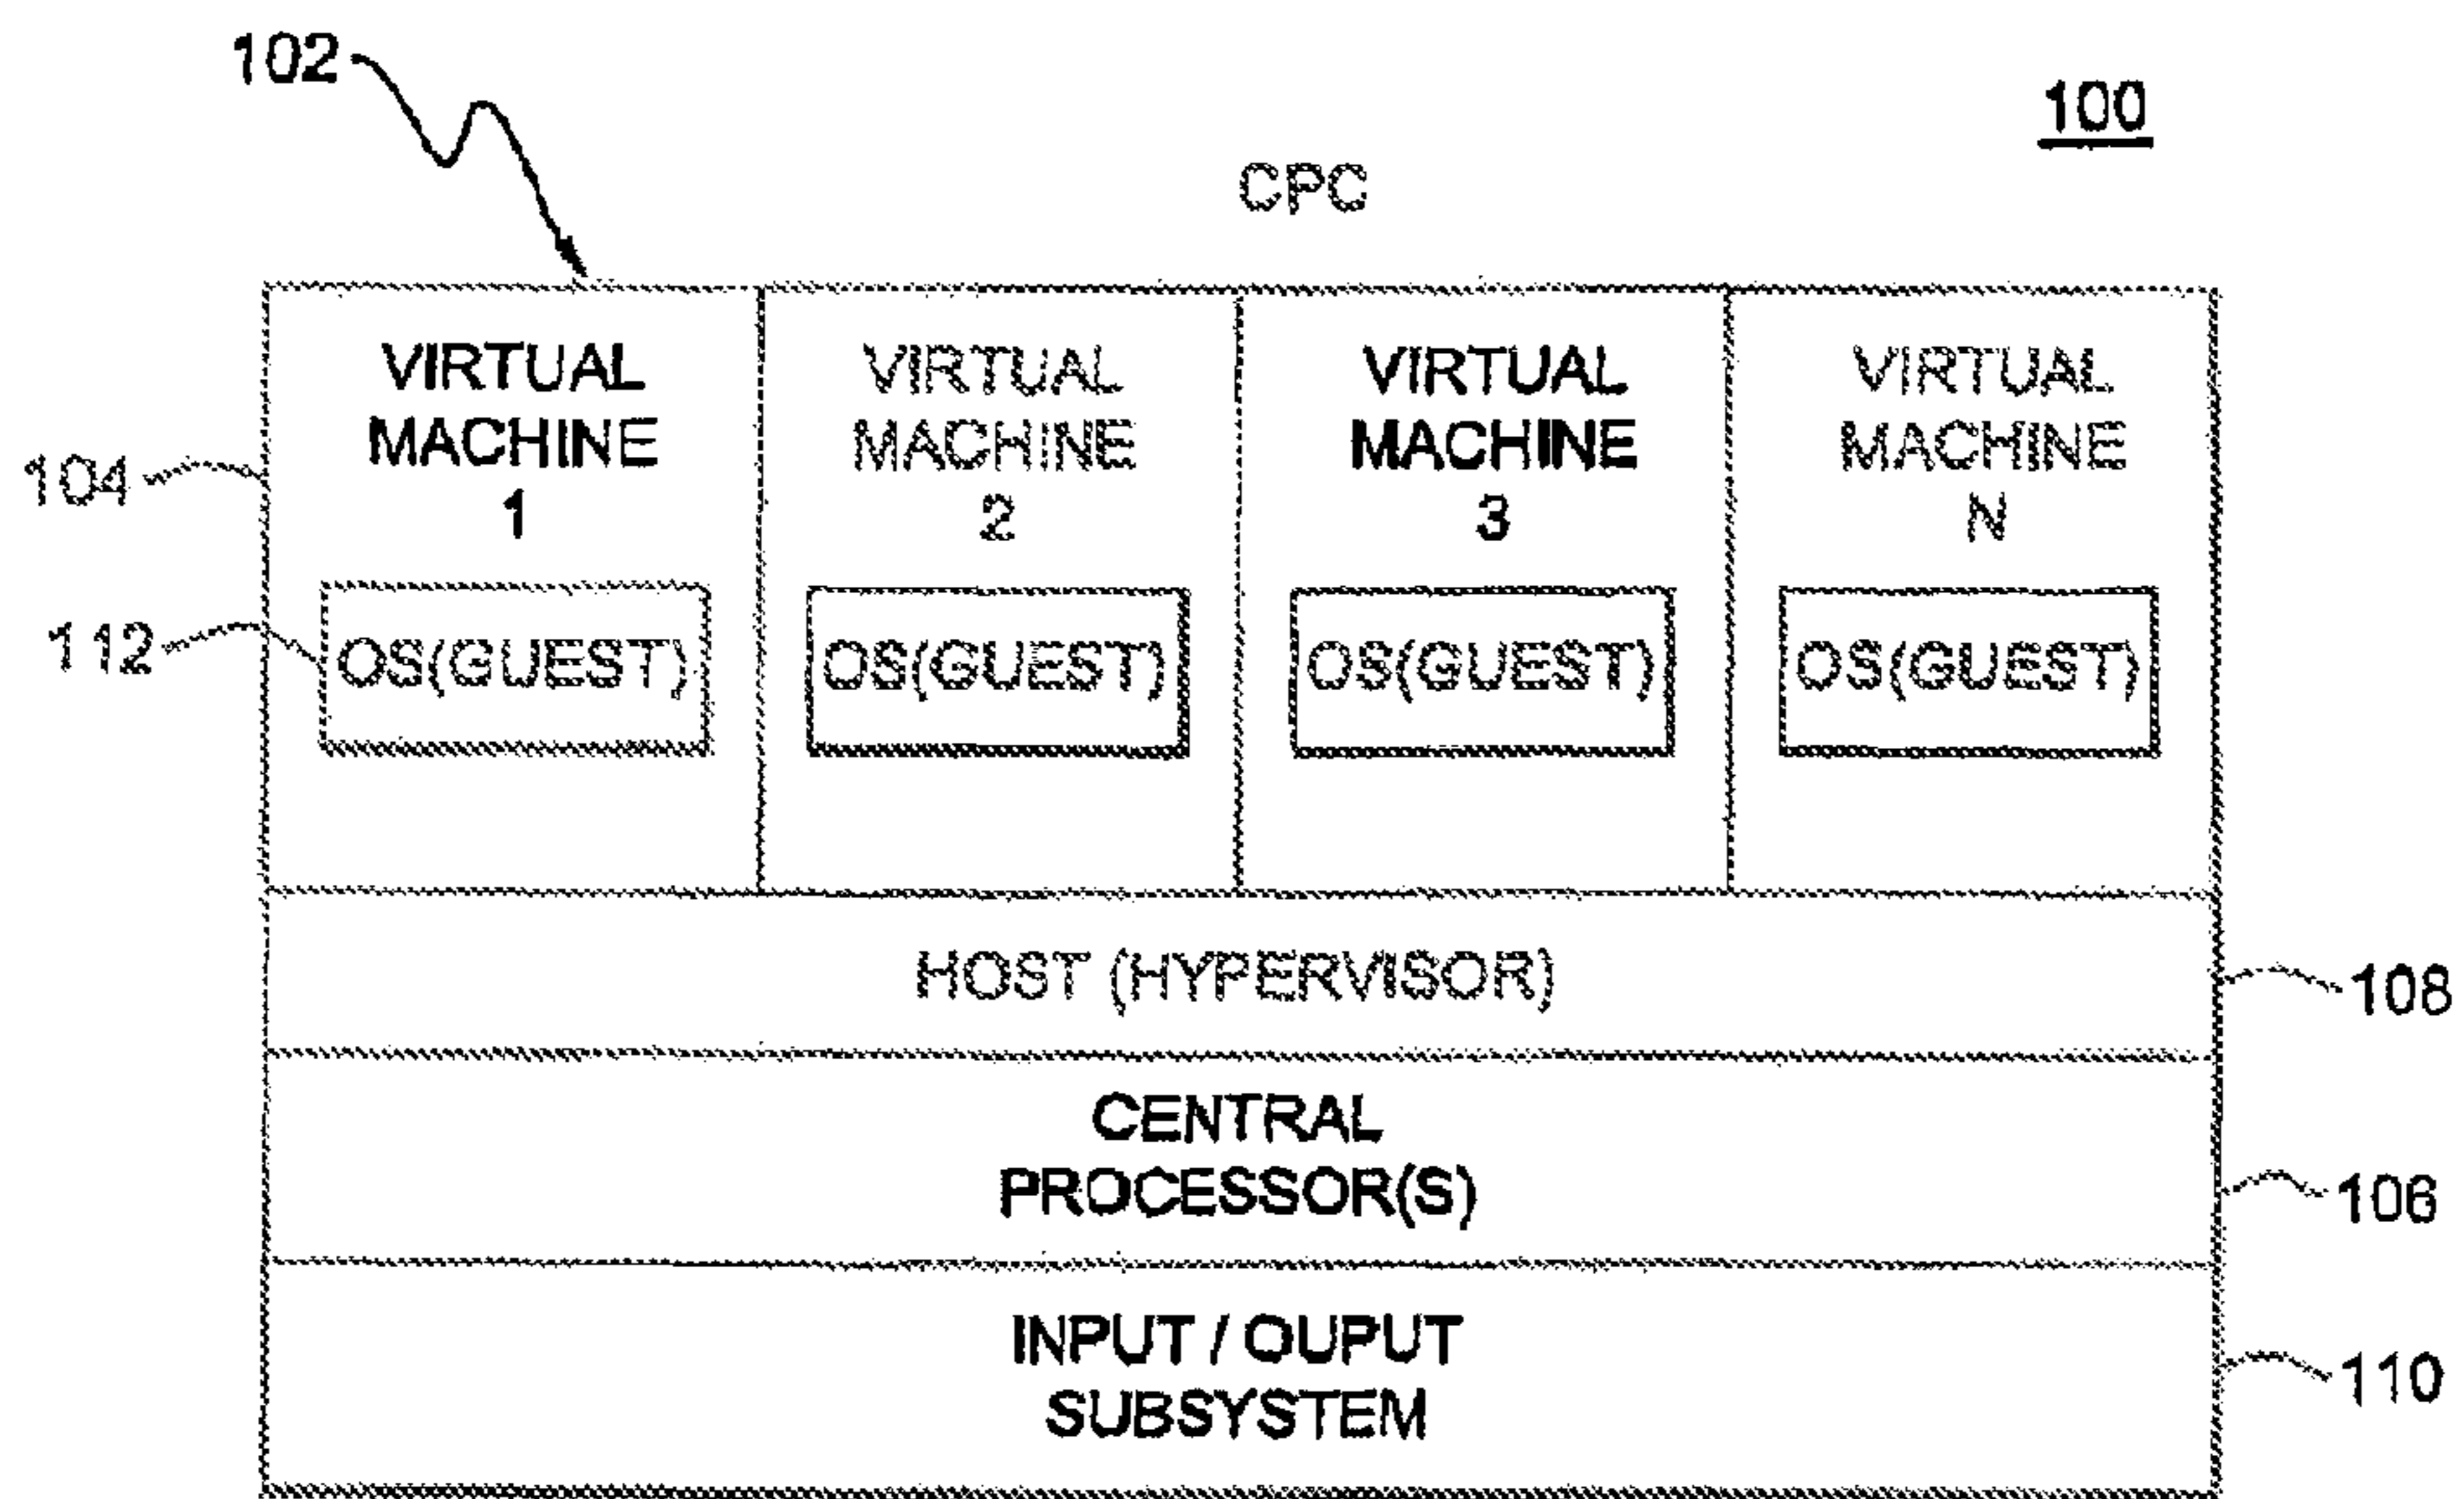 102
100
CPC
VIRTUAL MACHINE 1
VIRTUAL MACHINE 2
VIRTUAL MACHINE 3
VIRTUAL MACHINE N
104
112
OS(GUEST)
OS(GUEST)
OS(GUEST)
OS(GUEST)
HOST (HYPERVISOR)
108
CENTRAL
PROCESSOR(S)
106
INPUT / OUPUT
SUBSYSTEM
110